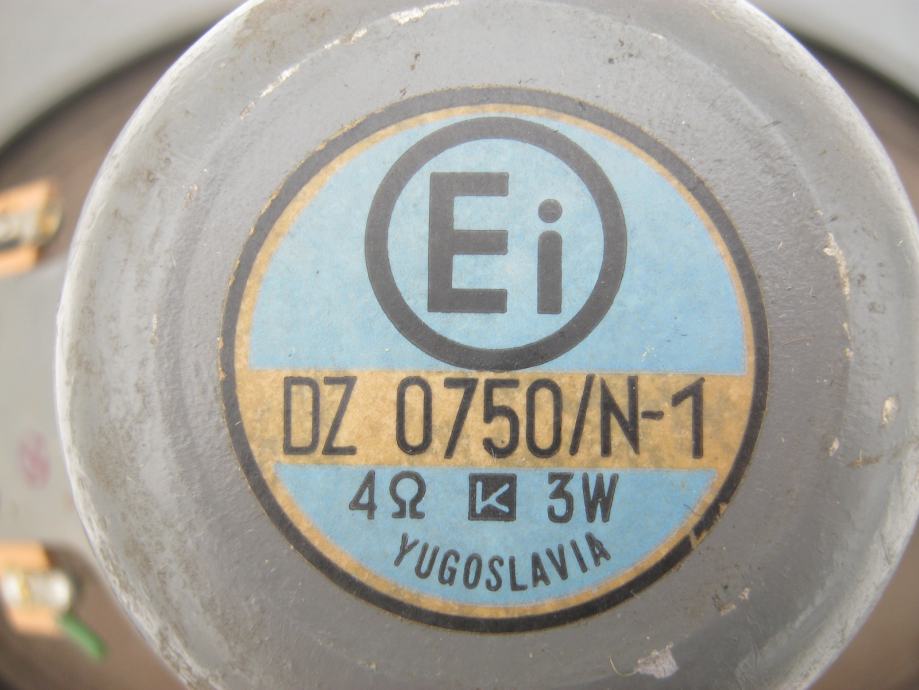 Ei
DZ 0750/N-1
4Ω K 3W
YUGOSLAVIA